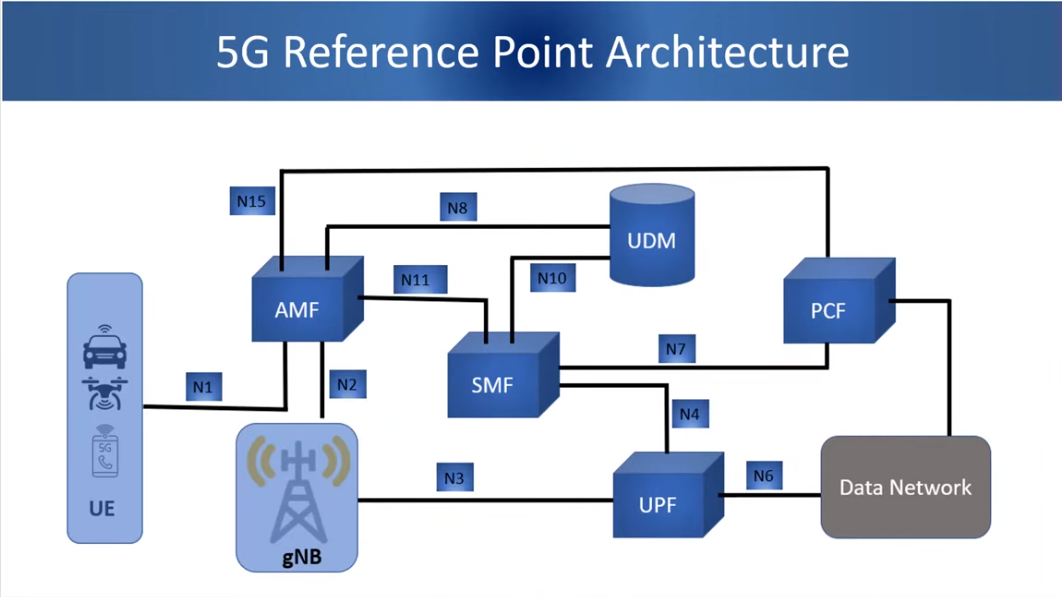 5G Reference Point Architecture
N15
N8
UDM
N11
N10
AMF
PCF
N7
SMF
N1
N2
N4
5G
N3
N6
Data Network
UPF
UE
gNB